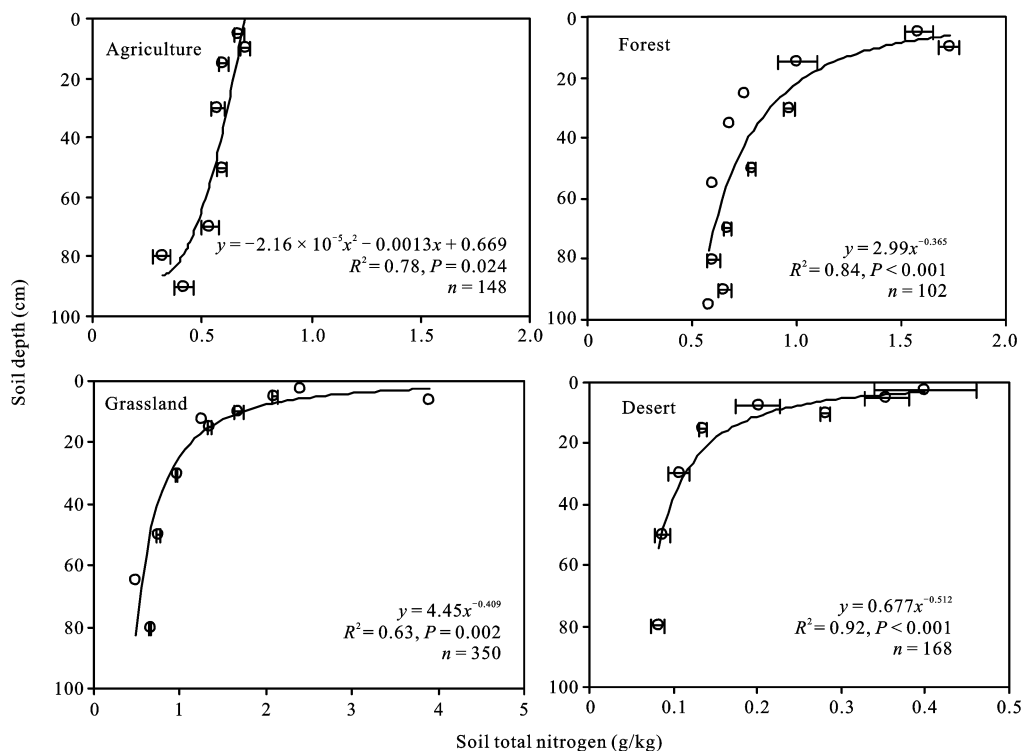 Soil depth (cm)
0
20
40
60
80
100
Agriculture
y = −2.16 × 10⁻⁵x² − 0.0013x + 0.669
R² = 0.78, P = 0.024
n = 148
0
0.5
1.0
1.5
2.0
0
20
40
60
80
100
Forest
y = 2.99x⁻⁰·³⁶⁵
R² = 0.84, P < 0.001
n = 102
0
0.5
1.0
1.5
2.0
0
20
40
60
80
100
Grassland
y = 4.45x⁻⁰·⁴⁰⁹
R² = 0.63, P = 0.002
n = 350
0
1
2
3
4
5
0
20
40
60
80
100
Desert
y = 0.677x⁻⁰·⁵¹²
R² = 0.92, P < 0.001
n = 168
0
0.1
0.2
0.3
0.4
0.5
Soil total nitrogen (g/kg)